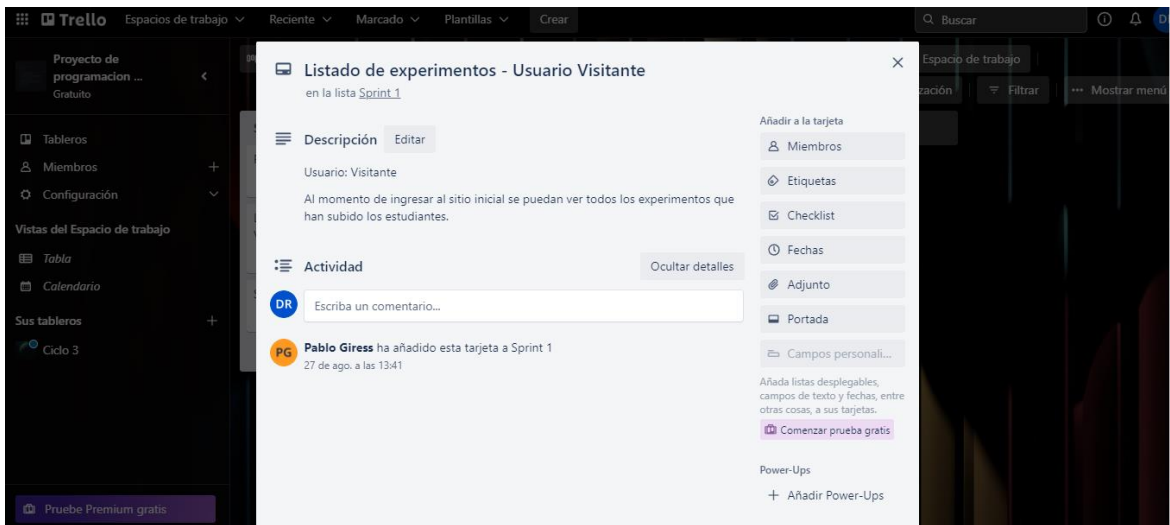 Trello Espacios de trabajo Reciente Marcado Plantillas Crear Buscar
Proyecto de
programacion ...
Gratuito
Tableros
Miembros
Configuración
Vistas del Espacio de trabajo
Tabla
Calendario
Sus tableros
Ciclo 3
Pruebe Premium gratis
Espacio de trabajo
Filtrar ... Mostrar menú
Listado de experimentos - Usuario Visitante
en la lista Sprint 1
Descripción Editar
Usuario: Visitante
Al momento de ingresar al sitio inicial se puedan ver todos los experimentos que
han subido los estudiantes.
Actividad Ocultar detalles
DR Escriba un comentario...
PG Pablo Giress ha añadido esta tarjeta a Sprint 1
27 de ago. a las 13:41
Añadir a la tarjeta
Miembros
Etiquetas
Checklist
Fechas
Adjunto
Portada
Campos personali...
Añada listas desplegables,
campos de texto y fechas, entre
otras cosas, a sus tarjetas.
Comenzar prueba gratis
Power-Ups
+ Añadir Power-Ups